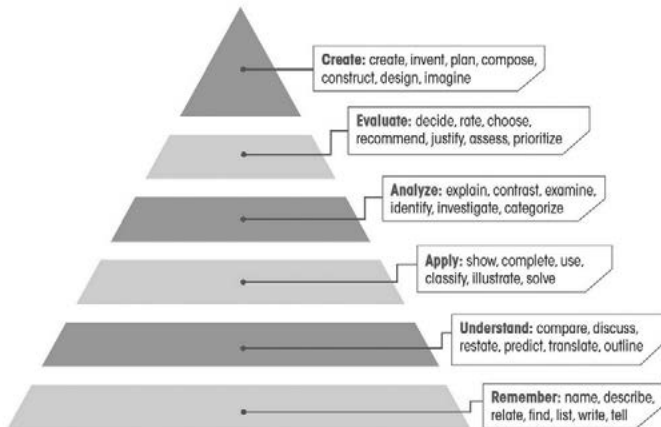 Create: create, invent, plan, compose,
construct, design, imagine
Evaluate: decide, rate, choose,
recommend, justify, assess, prioritize
Analyze: explain, contrast, examine,
identify, investigate, categorize
Apply: show, complete, use,
classify, illustrate, solve
Understand: compare, discuss,
restate, predict, translate, outline
Remember: name, describe,
relate, find, list, write, tell